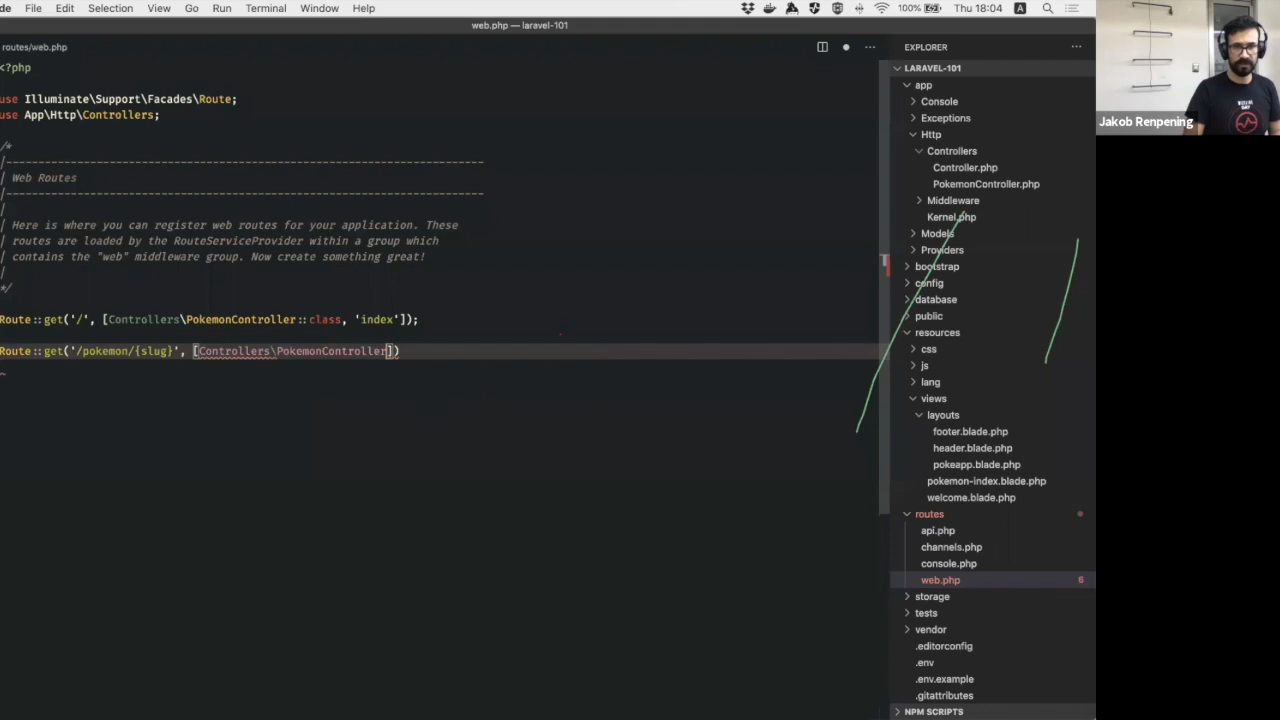 de File Edit Selection View Go Run Terminal Window Help 100% Thu 18:04 A
web.php — laravel-101
routes/web.php
<?php
use Illuminate\Support\Facades\Route;
use App\Http\Controllers;
/*
|--------------------------------------------------------------------------
| Web Routes
|--------------------------------------------------------------------------
|
| Here is where you can register web routes for your application. These
| routes are loaded by the RouteServiceProvider within a group which
| contains the "web" middleware group. Now create something great!
|
*/
Route::get('/', [Controllers\PokemonController::class, 'index']);
Route::get('/pokemon/{slug}', [Controllers\PokemonController])
EXPLORER
LARAVEL-101
app
Console
Exceptions
Http
Controllers
Controller.php
PokemonController.php
Middleware
Kernel.php
Models
Providers
bootstrap
config
database
public
resources
css
js
lang
views
layouts
footer.blade.php
header.blade.php
pokeapp.blade.php
pokemon-index.blade.php
welcome.blade.php
routes
api.php
channels.php
console.php
web.php 6
storage
tests
vendor
.editorconfig
.env
.env.example
.gitattributes
NPM SCRIPTS
Jakob Renpening